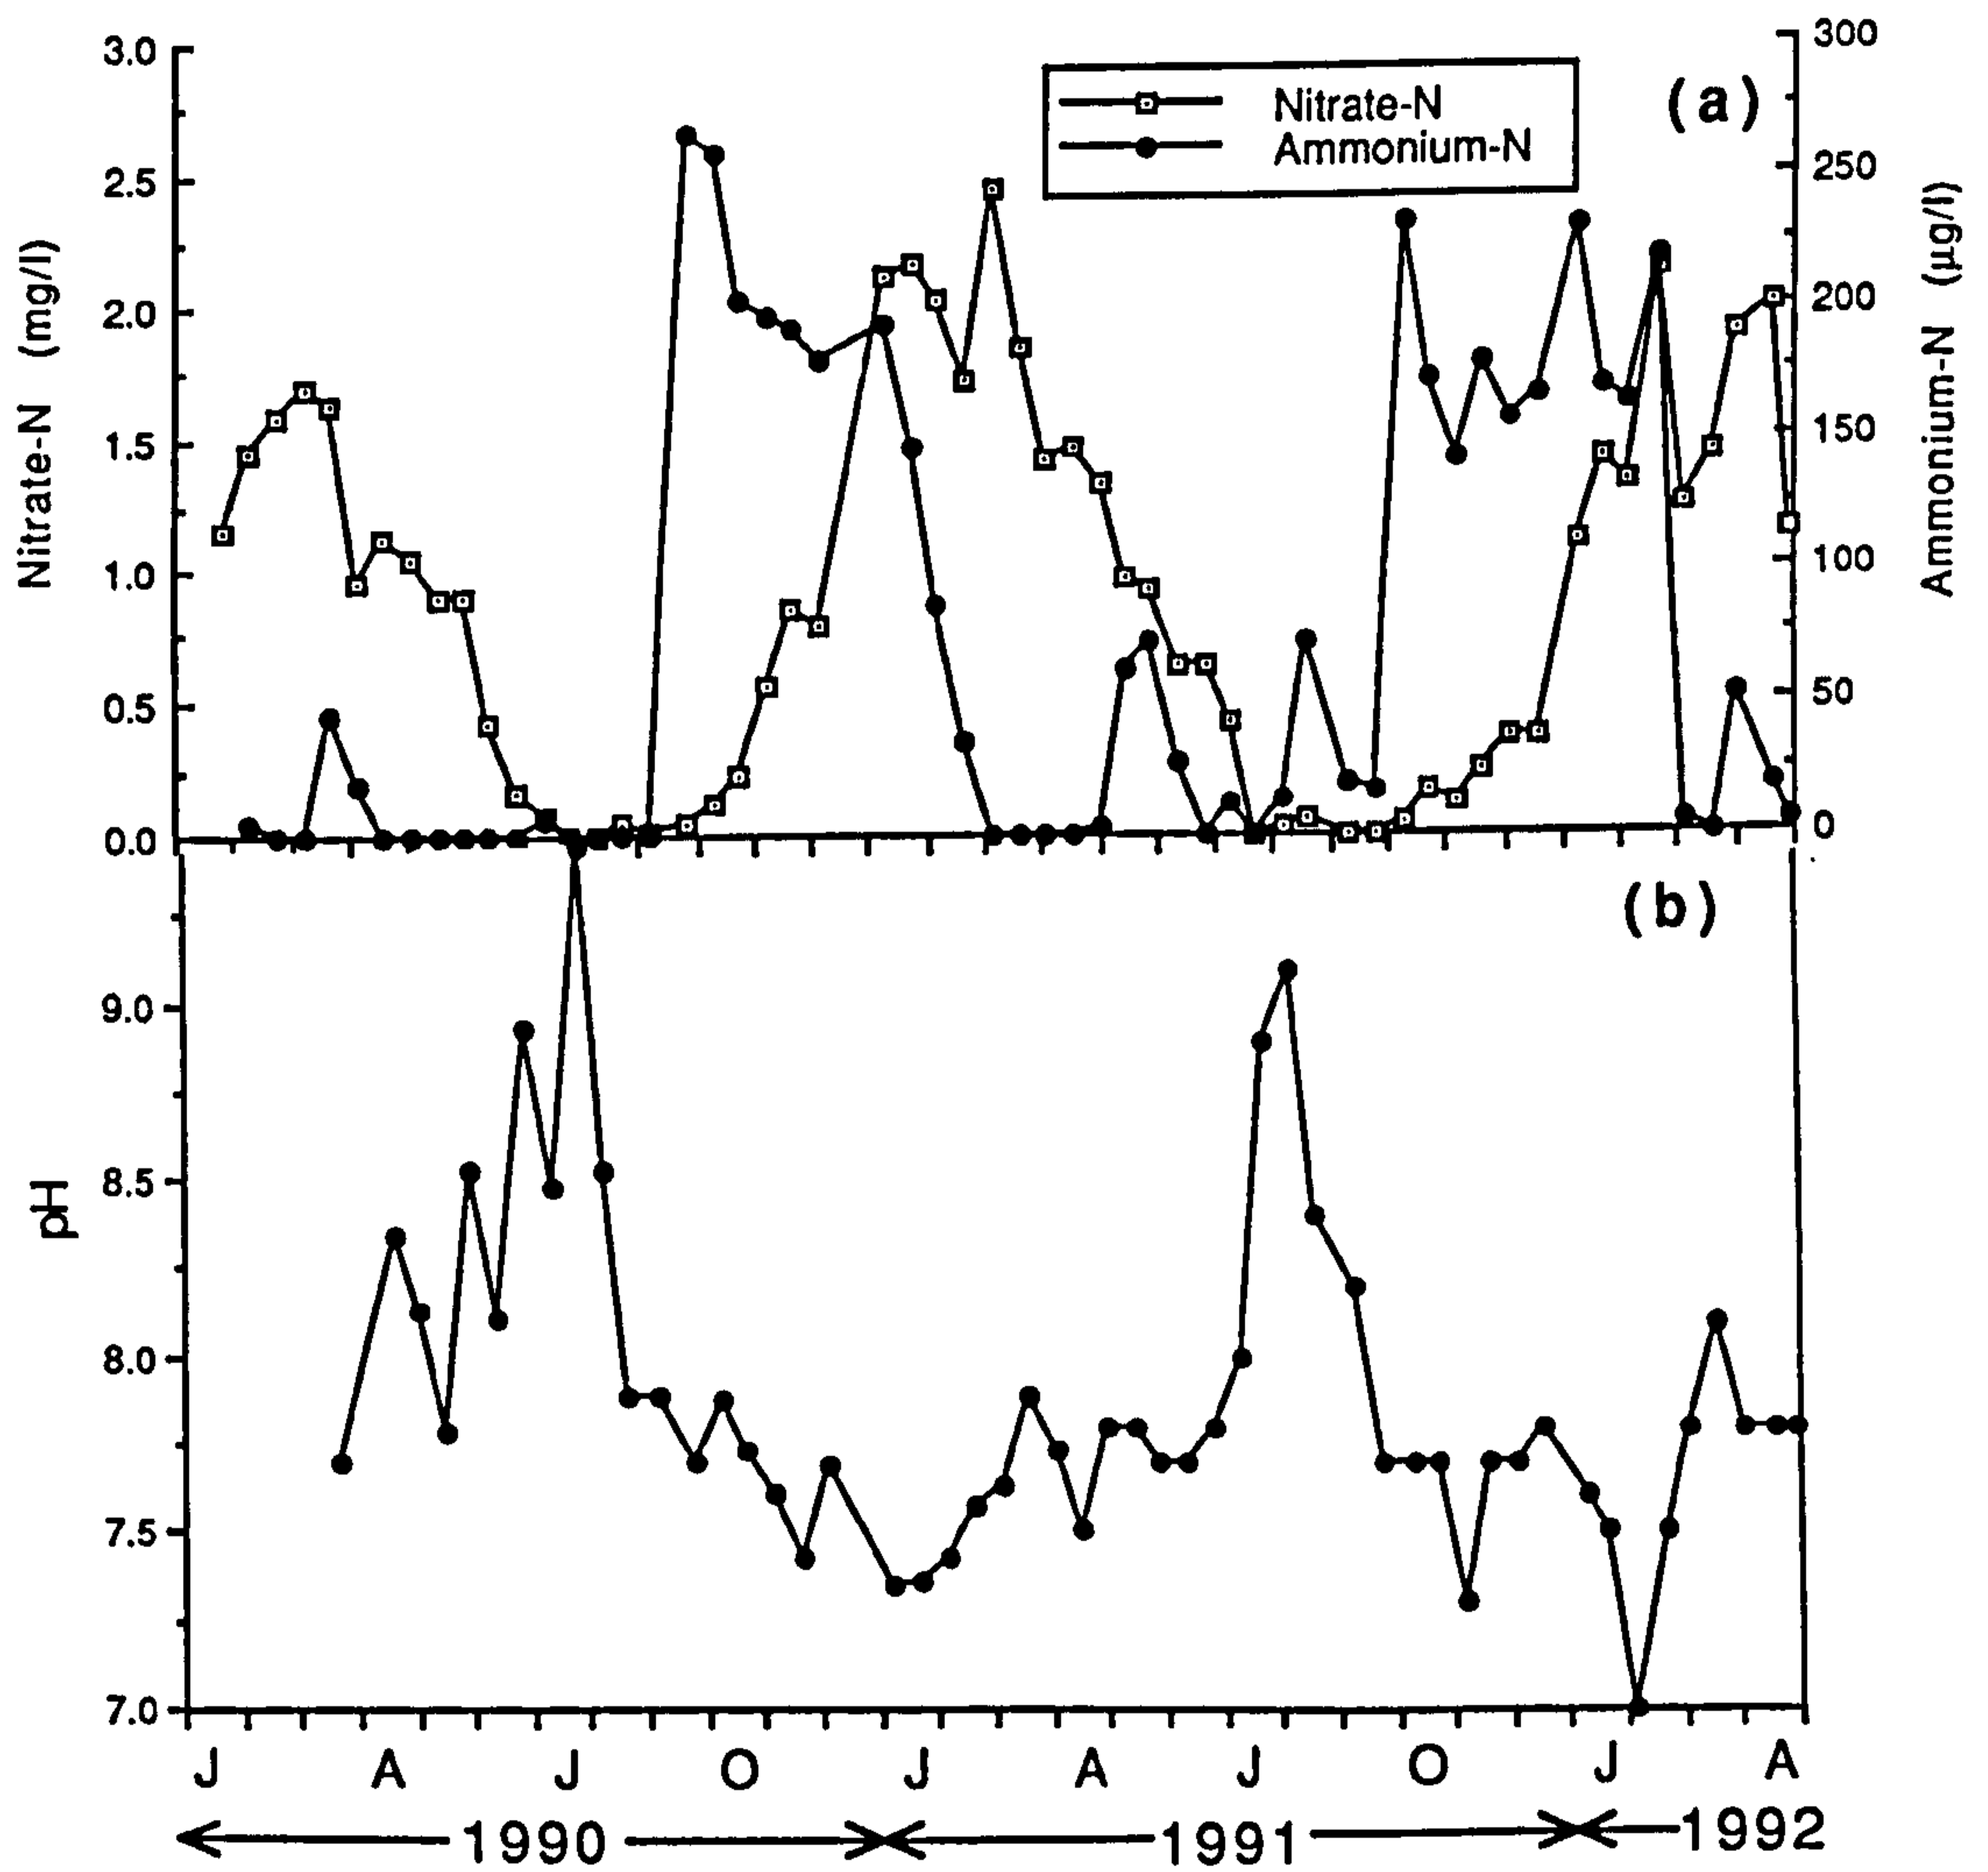 3.0
2.5
2.0
1.5
1.0
0.5
0.0
Nitrate-N (mg/l)
Nitrate-N
Ammonium-N
(a)
300
250
200
150
100
50
0
Ammonium-N (µg/l)
(b)
9.0
8.5
8.0
7.5
7.0
pH
J A J O J A J O J A
1990 1991 1992